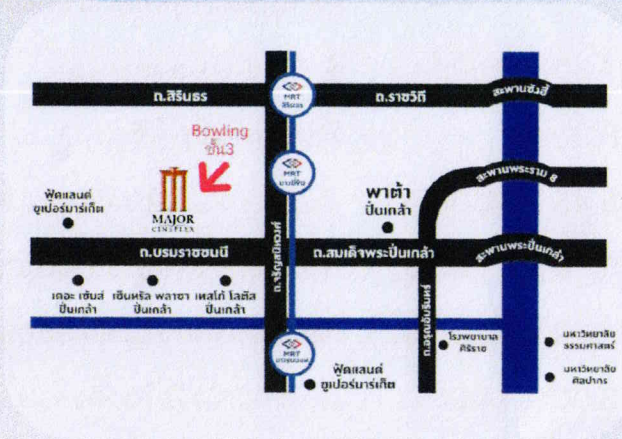 ถ.สิรินธร
MRT
สิรินธร
ถ.ราชวิถี
สะพานซังฮี้
Bowling
ชั้น3
MRT
บางยี่ขัน
สะพานพระราม 8
ฟู้ดแลนด์
ซูเปอร์มาร์เก็ต
MAJOR
CINEPLEX
พาต้า
ปิ่นเกล้า
ถ.บรมราชชนนี
ถ.จรัญสนิทวงศ์
ถ.สมเด็จพระปิ่นเกล้า
สะพานพระปิ่นเกล้า
เดอะ เซ้นส์
ปิ่นเกล้า
เซ็นทรัล พลาซา
ปิ่นเกล้า
เทสโก้ โลตัส
ปิ่นเกล้า
ถ.อรุณอัมรินทร์
MRT
โรงพยาบาล
ศิริราช
มหาวิทยาลัย
ธรรมศาสตร์
ฟู้ดแลนด์
ซูเปอร์มาร์เก็ต
มหาวิทยาลัย
ศิลปากร